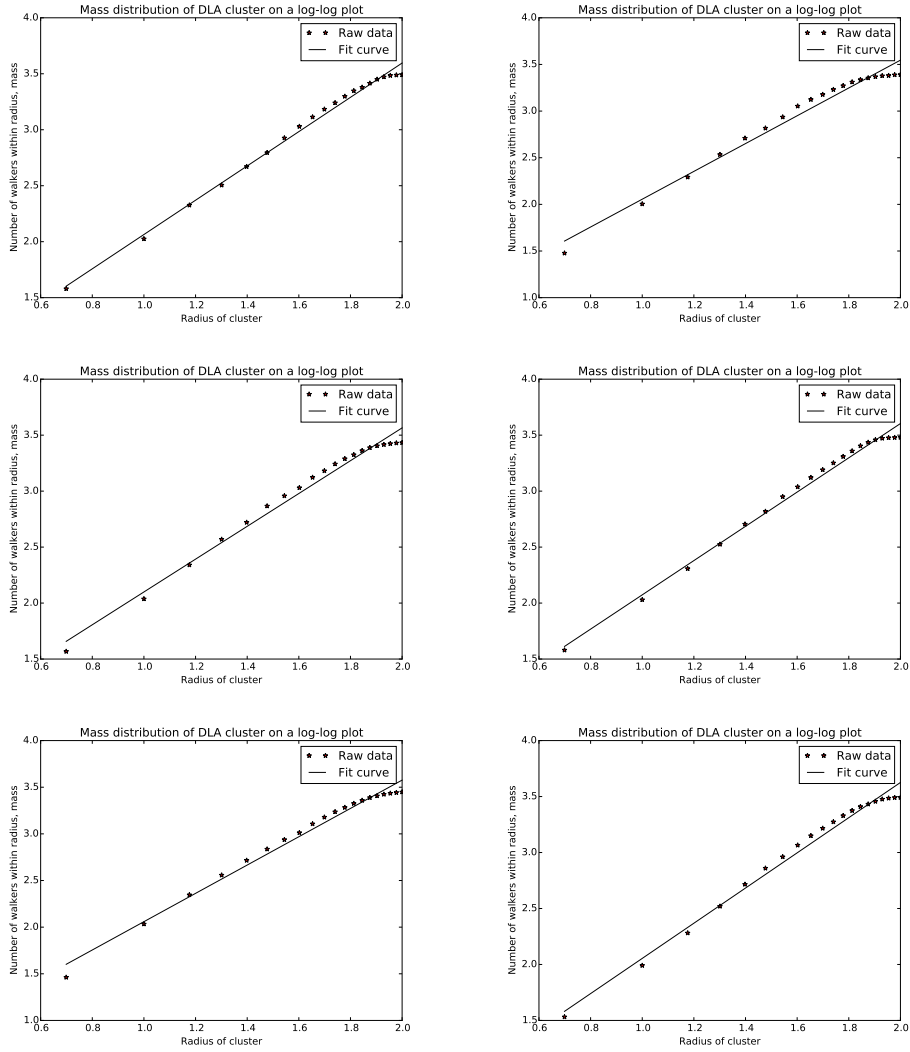 Mass distribution of DLA cluster on a log-log plot
4.0
3.5
3.0
2.5
2.0
1.5
Number of walkers within radius, mass
Raw data
Fit curve
0.6 0.8 1.0 1.2 1.4 1.6 1.8 2.0
Radius of cluster
Mass distribution of DLA cluster on a log-log plot
4.0
3.5
3.0
2.5
2.0
1.5
1.0
Number of walkers within radius, mass
Raw data
Fit curve
0.6 0.8 1.0 1.2 1.4 1.6 1.8 2.0
Radius of cluster
Mass distribution of DLA cluster on a log-log plot
4.0
3.5
3.0
2.5
2.0
1.5
Number of walkers within radius, mass
Raw data
Fit curve
0.6 0.8 1.0 1.2 1.4 1.6 1.8 2.0
Radius of cluster
Mass distribution of DLA cluster on a log-log plot
4.0
3.5
3.0
2.5
2.0
1.5
Number of walkers within radius, mass
Raw data
Fit curve
0.6 0.8 1.0 1.2 1.4 1.6 1.8 2.0
Radius of cluster
Mass distribution of DLA cluster on a log-log plot
4.0
3.5
3.0
2.5
2.0
1.5
1.0
Number of walkers within radius, mass
Raw data
Fit curve
0.6 0.8 1.0 1.2 1.4 1.6 1.8 2.0
Radius of cluster
Mass distribution of DLA cluster on a log-log plot
4.0
3.5
3.0
2.5
2.0
1.5
Number of walkers within radius, mass
Raw data
Fit curve
0.6 0.8 1.0 1.2 1.4 1.6 1.8 2.0
Radius of cluster